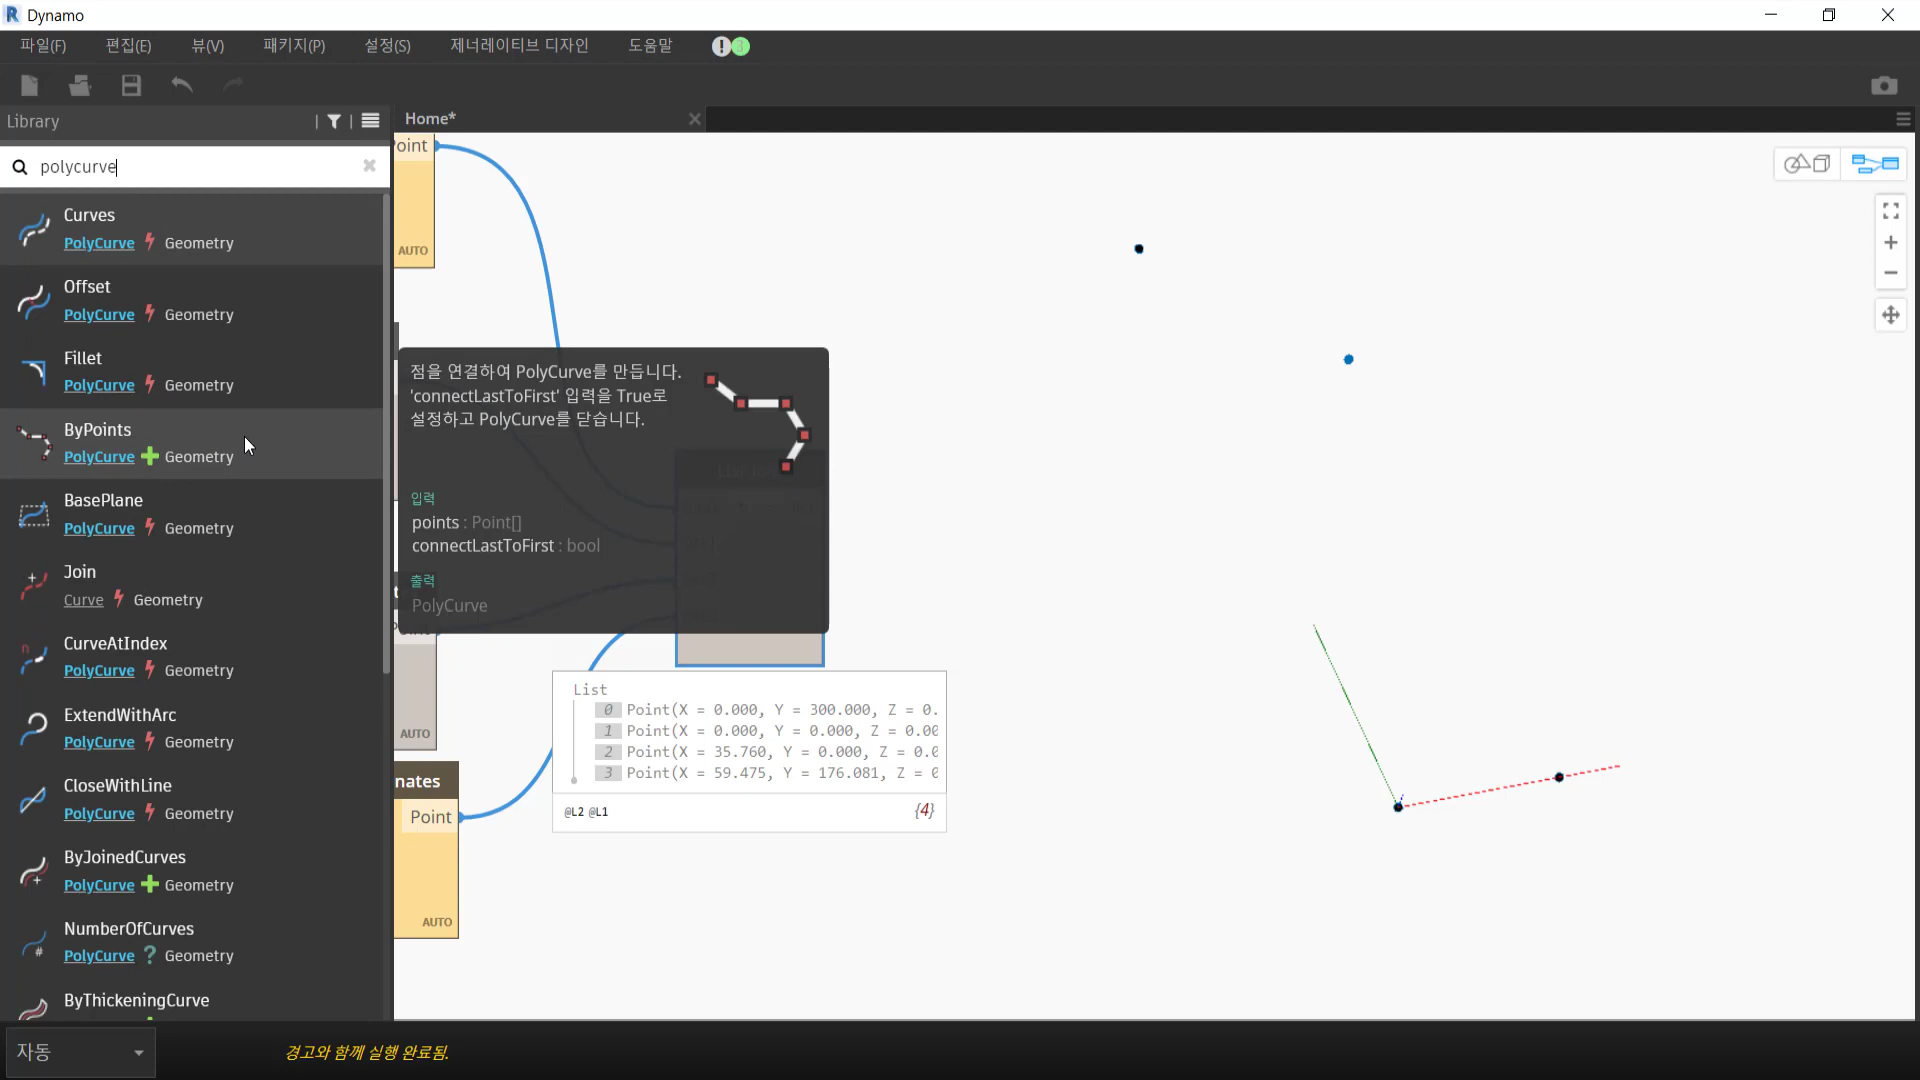 Dynamo
파일(F) 편집(E) 뷰(V) 패키지(P) 설정(S) 제너레이티브 디자인 도움말
Library
Home*
polycurve
Curves
PolyCurve Geometry
Offset
PolyCurve Geometry
Fillet
PolyCurve Geometry
ByPoints
PolyCurve Geometry
BasePlane
PolyCurve Geometry
Join
Curve Geometry
CurveAtIndex
PolyCurve Geometry
ExtendWithArc
PolyCurve Geometry
CloseWithLine
PolyCurve Geometry
ByJoinedCurves
PolyCurve Geometry
NumberOfCurves
PolyCurve ? Geometry
ByThickeningCurve
oint
AUTO
점을 연결하여 PolyCurve를 만듭니다.
'connectLastToFirst' 입력을 True로
설정하고 PolyCurve를 닫습니다.
입력
points : Point[]
connectLastToFirst : bool
출력
PolyCurve
AUTO
nates
Point
AUTO
List
0 Point(X = 0.000, Y = 300.000, Z = 0.
1 Point(X = 0.000, Y = 0.000, Z = 0.00
2 Point(X = 35.760, Y = 0.000, Z = 0.0
3 Point(X = 59.475, Y = 176.081, Z = 0
@L2 @L1 {4}
자동
경고와 함께 실행 완료됨.